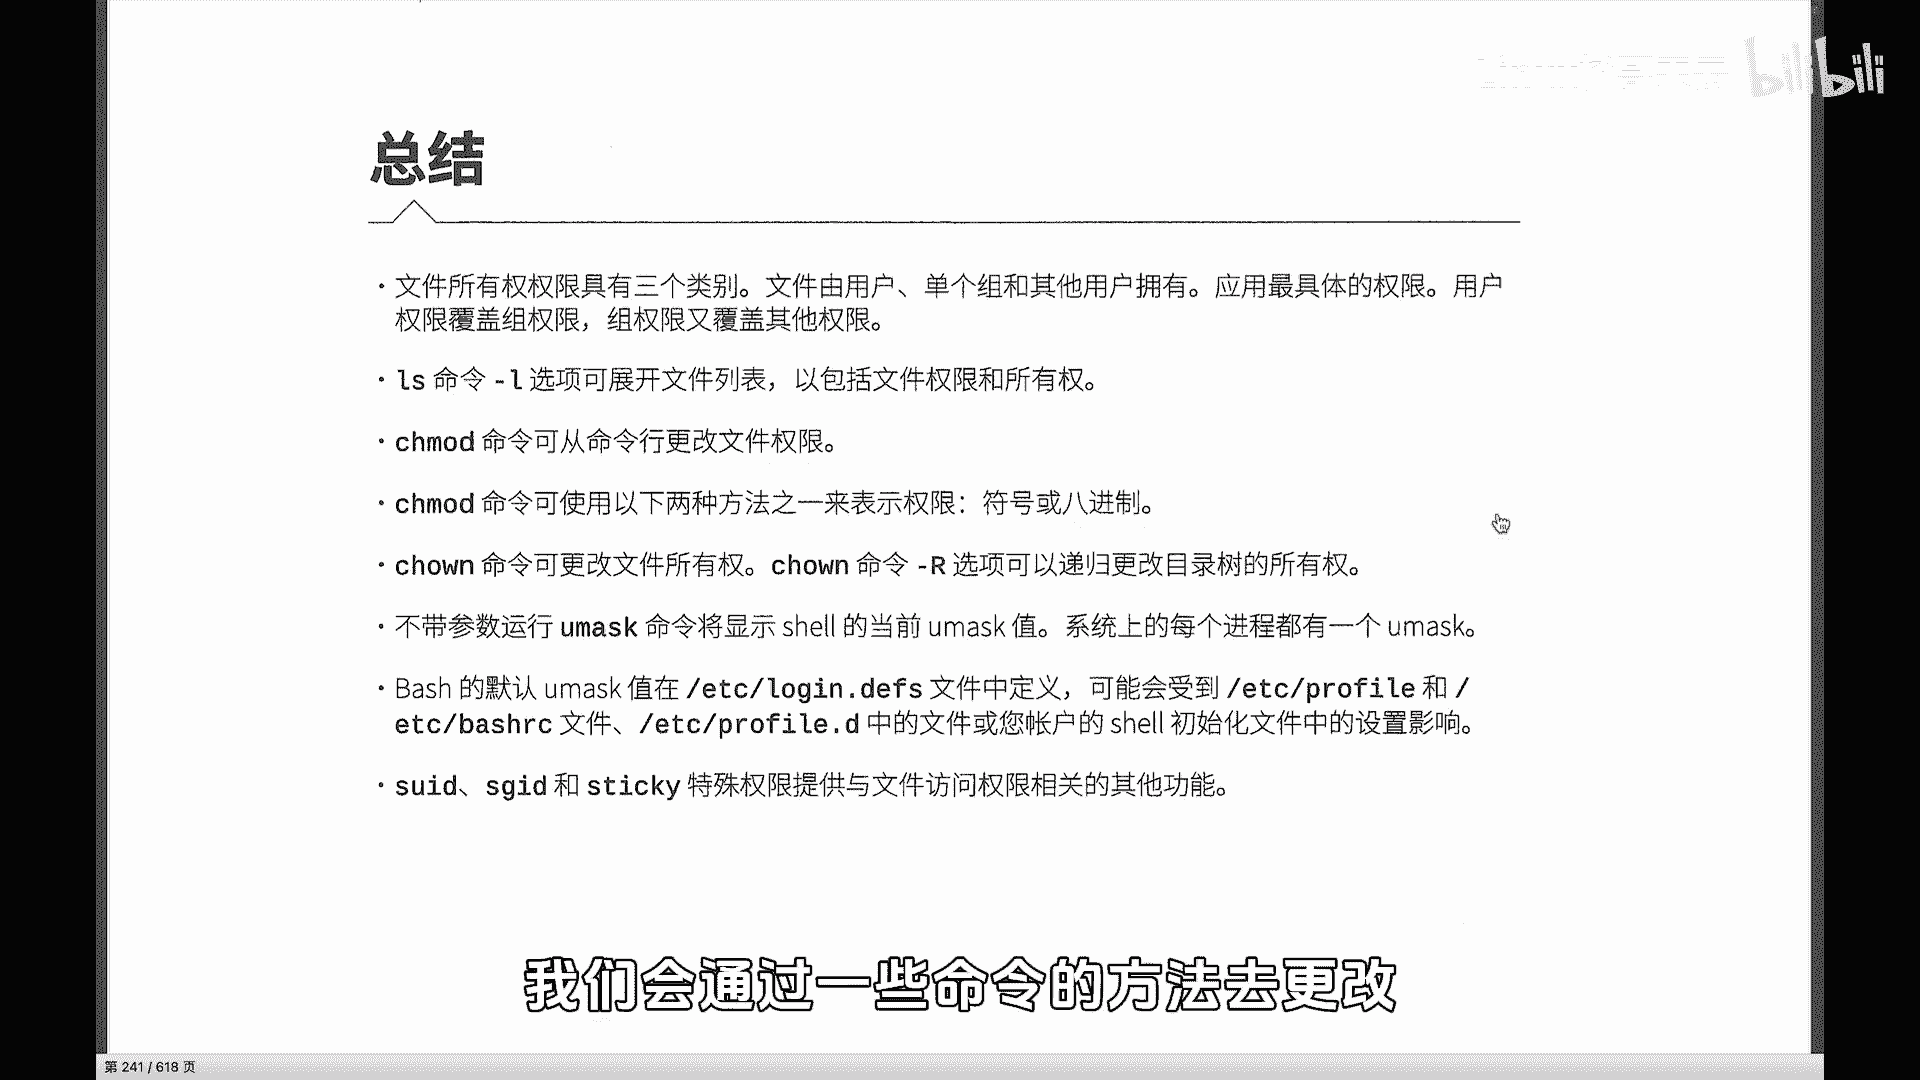 bilibili
总结
· 文件所有权权限具有三个类别。文件由用户、单个组和其他用户拥有。应用最具体的权限。用户
权限覆盖组权限，组权限又覆盖其他权限。
· ls 命令 -l 选项可展开文件列表，以包括文件权限和所有权。
· chmod 命令可从命令行更改文件权限。
· chmod 命令可使用以下两种方法之一来表示权限：符号或八进制。
· chown 命令可更改文件所有权。chown 命令 -R 选项可以递归更改目录树的所有权。
· 不带参数运行 umask 命令将显示 shell 的当前 umask 值。系统上的每个进程都有一个 umask。
· Bash 的默认 umask 值在 /etc/login.defs 文件中定义，可能会受到 /etc/profile 和 /
etc/bashrc 文件、/etc/profile.d 中的文件或您帐户的 shell 初始化文件中的设置影响。
· suid、sgid 和 sticky 特殊权限提供与文件访问权限相关的其他功能。
我们会通过一些命令的方法去更改
第 241 / 618 页